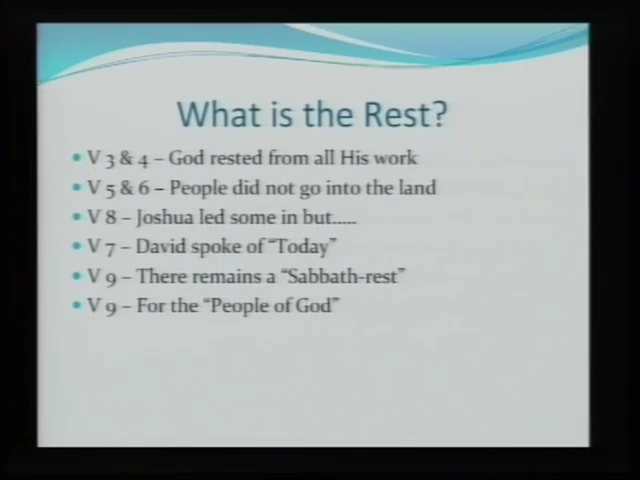 What is the Rest?
V 3 & 4 – God rested from all His work
V 5 & 6 – People did not go into the land
V 8 – Joshua led some in but.....
V 7 – David spoke of “Today”
V 9 – There remains a “Sabbath-rest”
V 9 – For the “People of God”